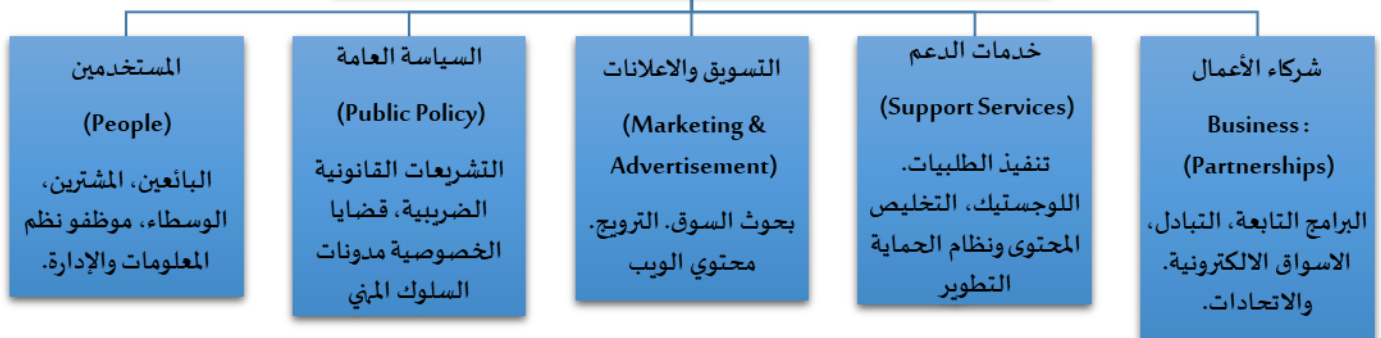 شركاء الأعمال
Business :
(Partnerships)
البرامج التابعة، التبادل،
الاسواق الالكترونية.
والاتحادات.
خدمات الدعم
(Support Services)
تنفيذ الطلبيات.
اللوجستيك، التخليص
المحتوى ونظام الحماية
التطوير
التسويق والاعلانات
(Marketing &
Advertisement)
بحوث السوق. الترويج.
محتوي الويب
السياسة العامة
(Public Policy)
التشريعات القانونية
الضريبية، قضايا
الخصوصية مدونات
السلوك المهني
المستخدمين
(People)
البائعين، المشترين،
الوسطاء، موظفو نظم
المعلومات والإدارة.